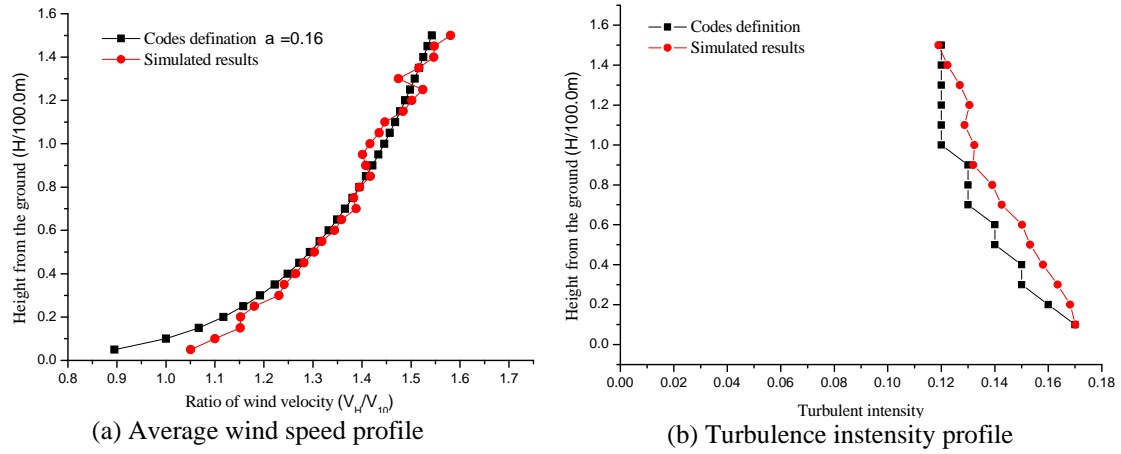 1.6
1.4
1.2
1.0
0.8
0.6
0.4
0.2
0.0
Height from the ground (H/100.0m)
Codes defination a =0.16
Simulated results
0.8 0.9 1.0 1.1 1.2 1.3 1.4 1.5 1.6 1.7
Ratio of wind velocity (V_H/V_10)
(a) Average wind speed profile
1.6
1.4
1.2
1.0
0.8
0.6
0.4
0.2
0.0
Height from the ground (H/100.0m)
Codes definition
Simulated results
0.00 0.02 0.04 0.06 0.08 0.10 0.12 0.14 0.16 0.18
Turbulent intensity
(b) Turbulence instensity profile